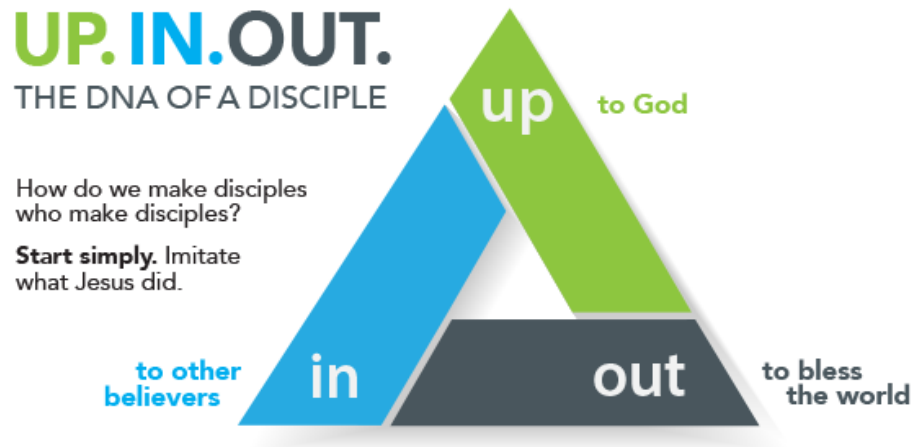 UP. IN. OUT.
THE DNA OF A DISCIPLE
How do we make disciples
who make disciples?
Start simply. Imitate
what Jesus did.
up
to God
in
to other
believers
out
to bless
the world